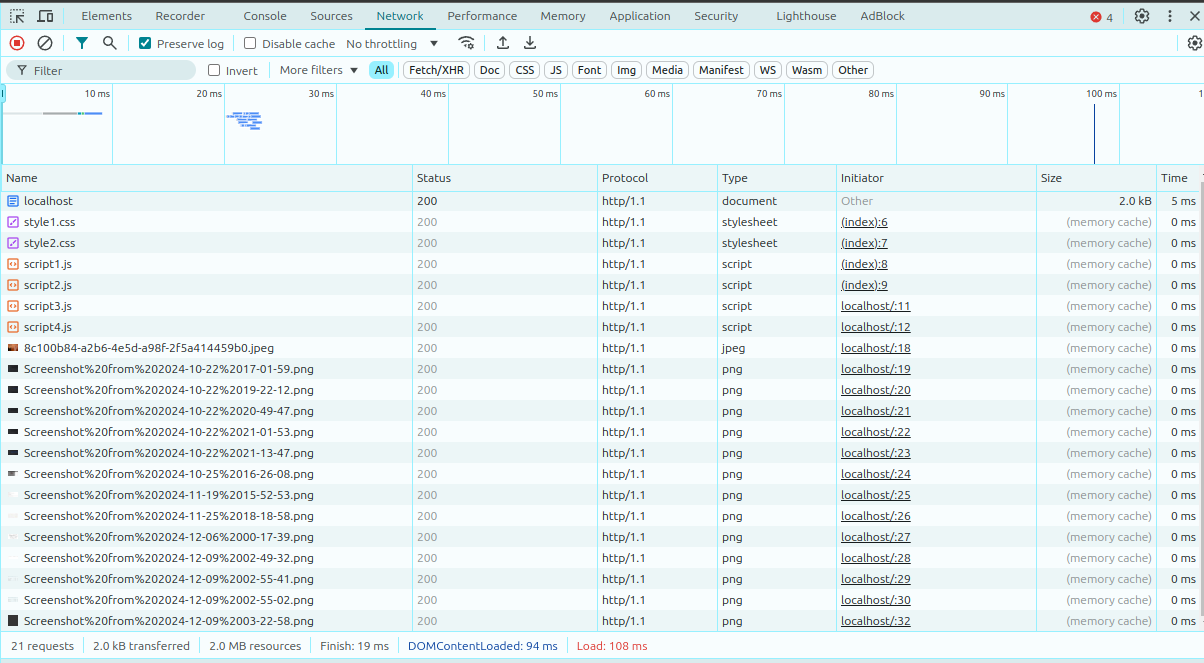 Elements Recorder Console Sources Network Performance Memory Application Security Lighthouse AdBlock 4
Preserve log Disable cache No throttling
Filter Invert More filters All Fetch/XHR Doc CSS JS Font Img Media Manifest WS Wasm Other
10 ms 20 ms 30 ms 40 ms 50 ms 60 ms 70 ms 80 ms 90 ms 100 ms
Name Status Protocol Type Initiator Size Time
localhost 200 http/1.1 document Other 2.0 kB 5 ms
style1.css 200 http/1.1 stylesheet (index):6 (memory cache) 0 ms
style2.css 200 http/1.1 stylesheet (index):7 (memory cache) 0 ms
script1.js 200 http/1.1 script (index):8 (memory cache) 0 ms
script2.js 200 http/1.1 script (index):9 (memory cache) 0 ms
script3.js 200 http/1.1 script localhost/:11 (memory cache) 0 ms
script4.js 200 http/1.1 script localhost/:12 (memory cache) 0 ms
8c100b84-a2b6-4e5d-a98f-2f5a414459b0.jpeg 200 http/1.1 jpeg localhost/:18 (memory cache) 0 ms
Screenshot%20from%202024-10-22%2017-01-59.png 200 http/1.1 png localhost/:19 (memory cache) 0 ms
Screenshot%20from%202024-10-22%2019-22-12.png 200 http/1.1 png localhost/:20 (memory cache) 0 ms
Screenshot%20from%202024-10-22%2020-49-47.png 200 http/1.1 png localhost/:21 (memory cache) 0 ms
Screenshot%20from%202024-10-22%2021-01-53.png 200 http/1.1 png localhost/:22 (memory cache) 0 ms
Screenshot%20from%202024-10-22%2021-13-47.png 200 http/1.1 png localhost/:23 (memory cache) 0 ms
Screenshot%20from%202024-10-25%2016-26-08.png 200 http/1.1 png localhost/:24 (memory cache) 0 ms
Screenshot%20from%202024-11-19%2015-52-53.png 200 http/1.1 png localhost/:25 (memory cache) 0 ms
Screenshot%20from%202024-11-25%2018-18-58.png 200 http/1.1 png localhost/:26 (memory cache) 0 ms
Screenshot%20from%202024-12-06%2000-17-39.png 200 http/1.1 png localhost/:27 (memory cache) 0 ms
Screenshot%20from%202024-12-09%2002-49-32.png 200 http/1.1 png localhost/:28 (memory cache) 0 ms
Screenshot%20from%202024-12-09%2002-55-41.png 200 http/1.1 png localhost/:29 (memory cache) 0 ms
Screenshot%20from%202024-12-09%2002-55-02.png 200 http/1.1 png localhost/:30 (memory cache) 0 ms
Screenshot%20from%202024-12-09%2003-22-58.png 200 http/1.1 png localhost/:32 (memory cache) 0 ms
21 requests 2.0 kB transferred 2.0 MB resources Finish: 19 ms DOMContentLoaded: 94 ms Load: 108 ms